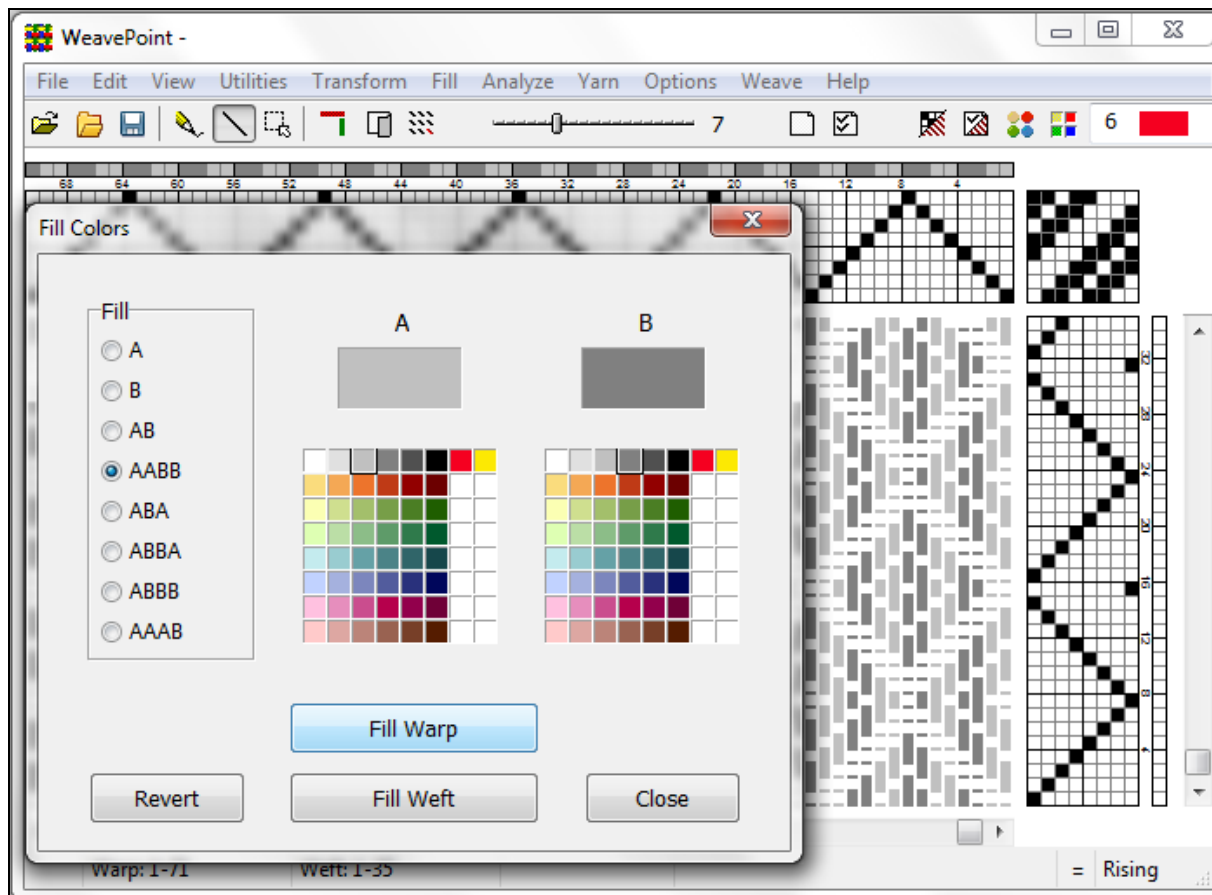 WeavePoint -
File Edit View Utilities Transform Fill Analyze Yarn Options Weave Help
7 6
68 64 60 56 52 48 44 40 36 32 28 24 20 16 12 8 4
Fill Colors
Fill
A
B
AB
AABB
ABA
ABBA
ABBB
AAAB
A B
Fill Warp
Revert Fill Weft Close
32
28
24
20
16
12
8
4
Warp: 1-71 Weft: 1-35 = Rising